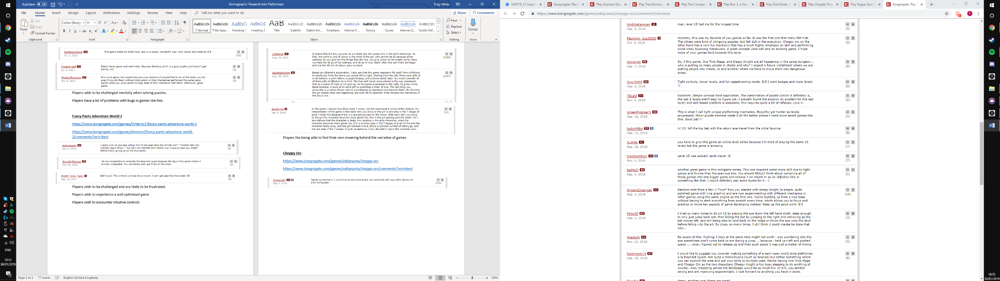 AutoSave Off
Demographic Research into Platformers
Toby White
File Home Insert Design Layout References Mailings Review View Help Tell me what you want to do
Share Comments
Paste
Cut
Copy
Format Painter
Clipboard
Calibri (Body) 11
Font
Paragraph
AaBbCcDc AaBbCcDc AaBbC AaBbCcC AaB AaBbCcC AaBbCcDc AaBbCcDc AaBbCcDc AaBbCcDc AaBbCcDc AaBbCcDc AABBCCDC
¶ Normal ¶ No Spac... Heading 1 Heading 2 Title Subtitle Subtle Em... Emphasis Intense E... Strong Quote Intense Q... Subtle Ref...
Styles
Find
Replace
Select
Editing
Dictate
Voice
NightAndFaye 25
Jul. 3, 2012
This game make my brain hurt...but in a wacky, wonderful way! Very clever and creative! 5/5
(33)
Slipperyeel 23
Jul. 6, 2011
Really clever game and well made. Requires thinking which is a good quality and doesn't get
boring. 4/5
(5)
ManiacRaccoon 77
Mar. 5, 2011
It's a nice game, but sometimes previous versions of yourself fail to do all the tasks you did
even if you did them without interruption or they themselves performed the same tasks
earlier while you were careful to stay clear of ANY interaction with them. Otherwise, great
game.
(5)
Players wish to be challenged mentally when solving puzzles.
Players have a lot of problems with bugs in games like this.
Fancy Pants Adventure World 2
https://www.kongregate.com/games/DrNeroCF/fancy-pants-adventure-world-2
https://www.kongregate.com/games/drnerocf/fancy-pants-adventure-world-
2/comments?sort=best
ponypassin 42
Dec. 2, 2014
I spent over 20 minutes yelling "NO hit the snail shell the OTHER WAY!" "WHERE ARE YOU
GOING? stand STILL!" "You hit it the WRONG WAY AGAIN now I have to start ALL OVER!"
before finally giving up on the blue pants.
(6)
SquidlyMemes 14
Oct. 23, 2016
Its now impossible to complete the beginner quest because the lag on this game makes it
entirely unplayable. You can barely even get 5 fps on this trash.
(5)
RWBY_One_Fairy 5
Sep. 19, 2017
Well I suck. The controls confuse me so much, I can't get past the title screen XD
(5)
Players wish to be challenged and are likely to be frustrated.
Players wish to experience a well optimised game
Players wish to encounter intuitive controls
LittleHat 11
Aug. 15, 2011
It seems that the boy you play as is a dead one who exists only in the girl's memories. As
first, the world is void of colour in the mind of the girl, who cannot let go because of her
sadness. As you give her the things that she like, you give colour to her empty world. Once
you help her let go of her sadness, and let go of your death, then she can finally be happy
and live her life full of colour; grey no more.
(2385)
deathkknight
Aug. 28, 2011
Based on LittleHat's explanation, I also see that this game represent life itself, from childhood
to adulthood, from the items you collect left to right. Starting from the left, there were gifts of
a red balloon, a pink ribbon, a purple lollipop, and a brown teddy bear. You would consider all
of them gifts of affection to a child. The four-leaf clover encountered in the way represents
luck as a sense of hope to not give up. As the game progresses to the right, he gives a blue
bead necklace, a more of an adult gift to symbolize a chain of love. The last thing you
encounter is a yellow flower next to a tombstone to represent love beyond death. By the time
the girl realize what was happening, she took life for granted. What remains are mementos of
the boy's love.
(1547)
skullyme 9
Apr. 9, 2016
In the game I noticed how there were 7 colors, not the traditional 6 colors of the rainbow. My
interpretation of the game is that each item you bring to the girl is one step in the 7 stages of
grief. I think this because there is a gravestone next to the flower. After each item you bring
to the girl the character becomes more ghost like, this is the girl getting past the death, for I
also believe that the character is dead, only existing in the girls memories, when the
character becomes more ghost like, this is another step in the 7 stages of grief. In the end the
character fades away, and the girl releases a bird, this is a common symbol of letting go, and
the last step of the 7 stages of grief, acceptance. I also decided to name the character Jack.
(13)
Players like being able to find their own meaning behind the narrative of games
Choppy Orc
https://www.kongregate.com/games/eddynardo/choppy-orc
https://www.kongregate.com/games/eddynardo/choppy-orc/comments?sort=best
mossruler 26 D
Sep. 1, 2018
Satisfying mechanic! I would love to see more levels, but combined with your other games it's
a fun timewaster
(379)
Page 2 of 2 77 words English (United Kingdom)
100%
ENG
18:55
30/01/2019
MGP19_15 board
Kongregate: Play
Play Elephant Que
Play Transformice,
Play The Company
Play Run 3, a free
Play God Mode, a
Play Grapple Ninja
Play Rogue Soul 2,
Kongregate: Play
https://www.kongregate.com/games/eddynardo/choppy-orc/comments?sort=best
limb0starman 11
Sep. 8, 2018
man, level 15 had me for the longest time
(5)
Flaming_Ice2000 9
Oct. 4, 2018
Honestly, this was my favorite of you games so far. It was the first one that really felt FUN.
The others were kind of intriguing puzzles, but felt dull in the execution. Choppy orc on the
other hand has a very fun mechanic that has a much higher emphasis on skill and performing
some crazy bouncing maneuvers. A great concept used well and an exciting game. I hope
more of your games tend towards this style.
(5)
Kenaron 55
Sep. 7, 2018
So, if this game, One Trick Mage, and Sleepy Knight are all happening in the same dungeon...
who is putting so many people in chests and why? I expect a future installment where we are
putting people into chests, or and another where we have to move them into dangerous
areas.
(8)
Guy3000 66
Sep. 4, 2018
Tight controls, clever levels, and fun speedrunning mode. 5/5 I want badges and more levels!
:)
(8)
Tibald 27
Nov. 1, 2018
Excellent. Simple concept hard application. The combination of puzzle (which it definitely is,
the last 2 levels aren't easy to figure out; I actually found the solution on accident for the last
level) and skill based platform is awesome; this requires quite a bit of reflexes. Love it.
(5)
Greenhopper3 40
Sep. 18, 2018
This is what I call tight unique platforming mechanics. Beautiful got harder as levels
progressed. Minor puzzle element made it all the better please I need more smart games like
this. Good job!!!!
(5)
hakoMike 57 D
Sep. 13, 2018
lvl 13: kill the top bat with the return axe travel from the initial bounce
(8)
XLR46 11
Sep. 26, 2018
you have to give this game an online level editor because I'm tired of playing the same 15
levels but the game is amazing
(7)
trashantboy 74 D
Nov. 6, 2018
Level 15 was actually quite clever :D
(7)
beMoD 48
Sep. 4, 2018
Another great game in this minigame series. This one required some more skill due to tight
jumps and throws than the previous two. You should REALLY think about compiling all of
those games into one bigger game and release it on steam or as an id@xbox title or
something like that. I would definitely pay some bucks for it :-)
(5)
ArgentDuergar 55
Sep. 4, 2018
Random note from a fan: I *love* how you started with sleepy knight (a simple, quite
polished game with nice graphic) and are now experimenting with different mechanics in
other games using the same engine as the first one. You're building up from a nice base
without having to start everything from scratch every time, which allows you to focus and
practice on more key aspects of game developing instead. Keep up the good work! 5/5
(18)
PeteSF 62
Sep. 3, 2018
I tried so many times to do Lvl 15 by placing the axe down the left hand shaft, deep enough
to only just jump back out, then killing the bat by jumping to the right and retrieving as the
bat moves left, and still being able to land back on the ledge or throw the axe onto the skull
before falling into the pit. So close, so many times. I still think it could maybe be done that
way...
(7)
Riedsch 63
Nov. 13, 2018
Be aware of this: Pushing 3 keys at the same time might not work! i was wondering why the
axe sometimes won't come back to me during a jump ... because i held up+left and pushed
space .... once i figured out to release up and then push space it was just a matter of timing
(5)
hamrage14 47
Sep. 28, 2018
I would like to suggest you consider making something of a semi-open world style platformer,
a la Elephant Quest. Not quite a Metroidvania (such as Snailad) but rather something where
you can explore the area and put your skills to multiple uses. Maybe having One Trick Mage
and Choppy Orc as the two characters (Sleepy Knight is too busy sleeping to do anything of
course). Also, trapezing across the landscape would be so much fun :D 5/5, you started
strong and are improving exponentially. I look forward to anything you have in store.
(6)
damn, another one! these are great!
18:55
30/01/2019